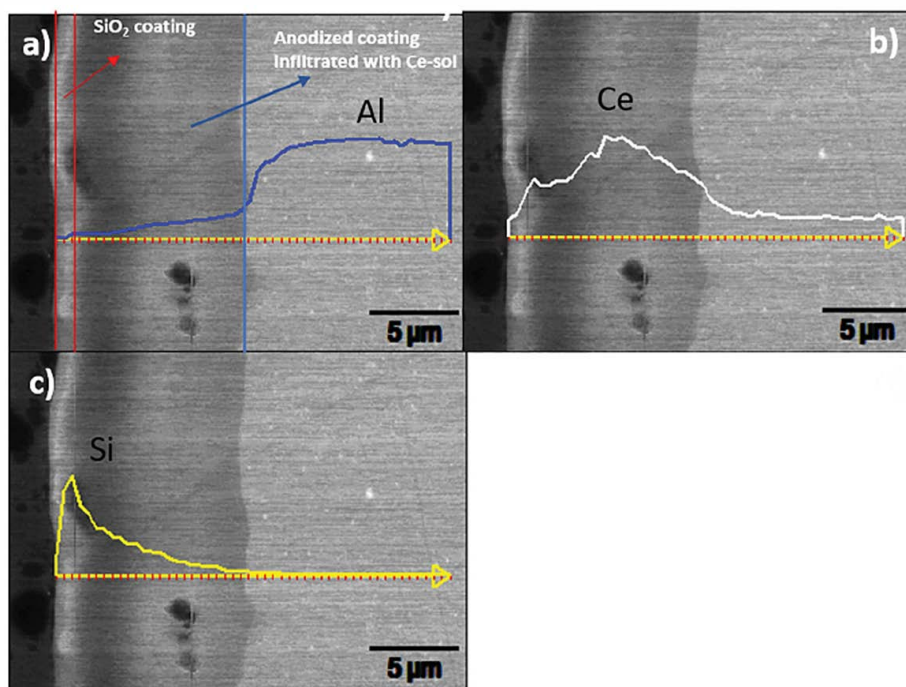 a)
SiO₂ coating
Anodized coating
infiltrated with Ce-sol
Al
5 µm
b)
Ce
5 µm
c)
Si
5 µm